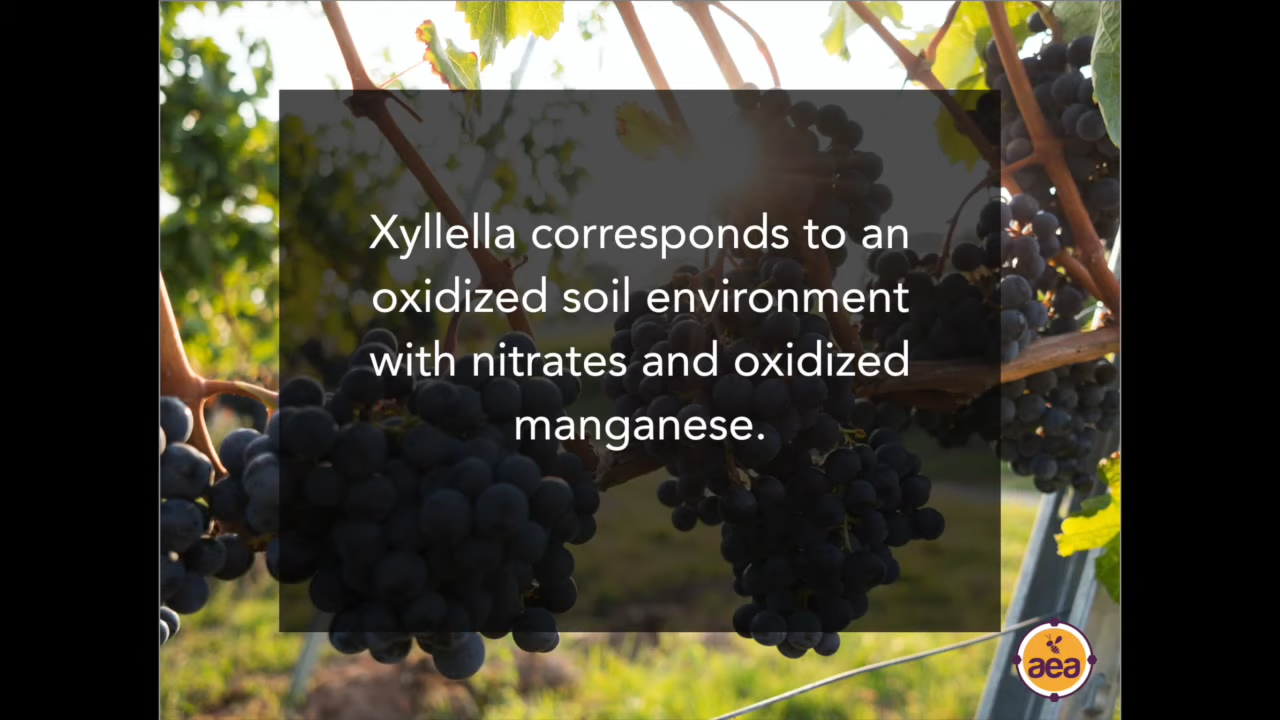 Xyllella corresponds to an
oxidized soil environment
with nitrates and oxidized
manganese.
aea